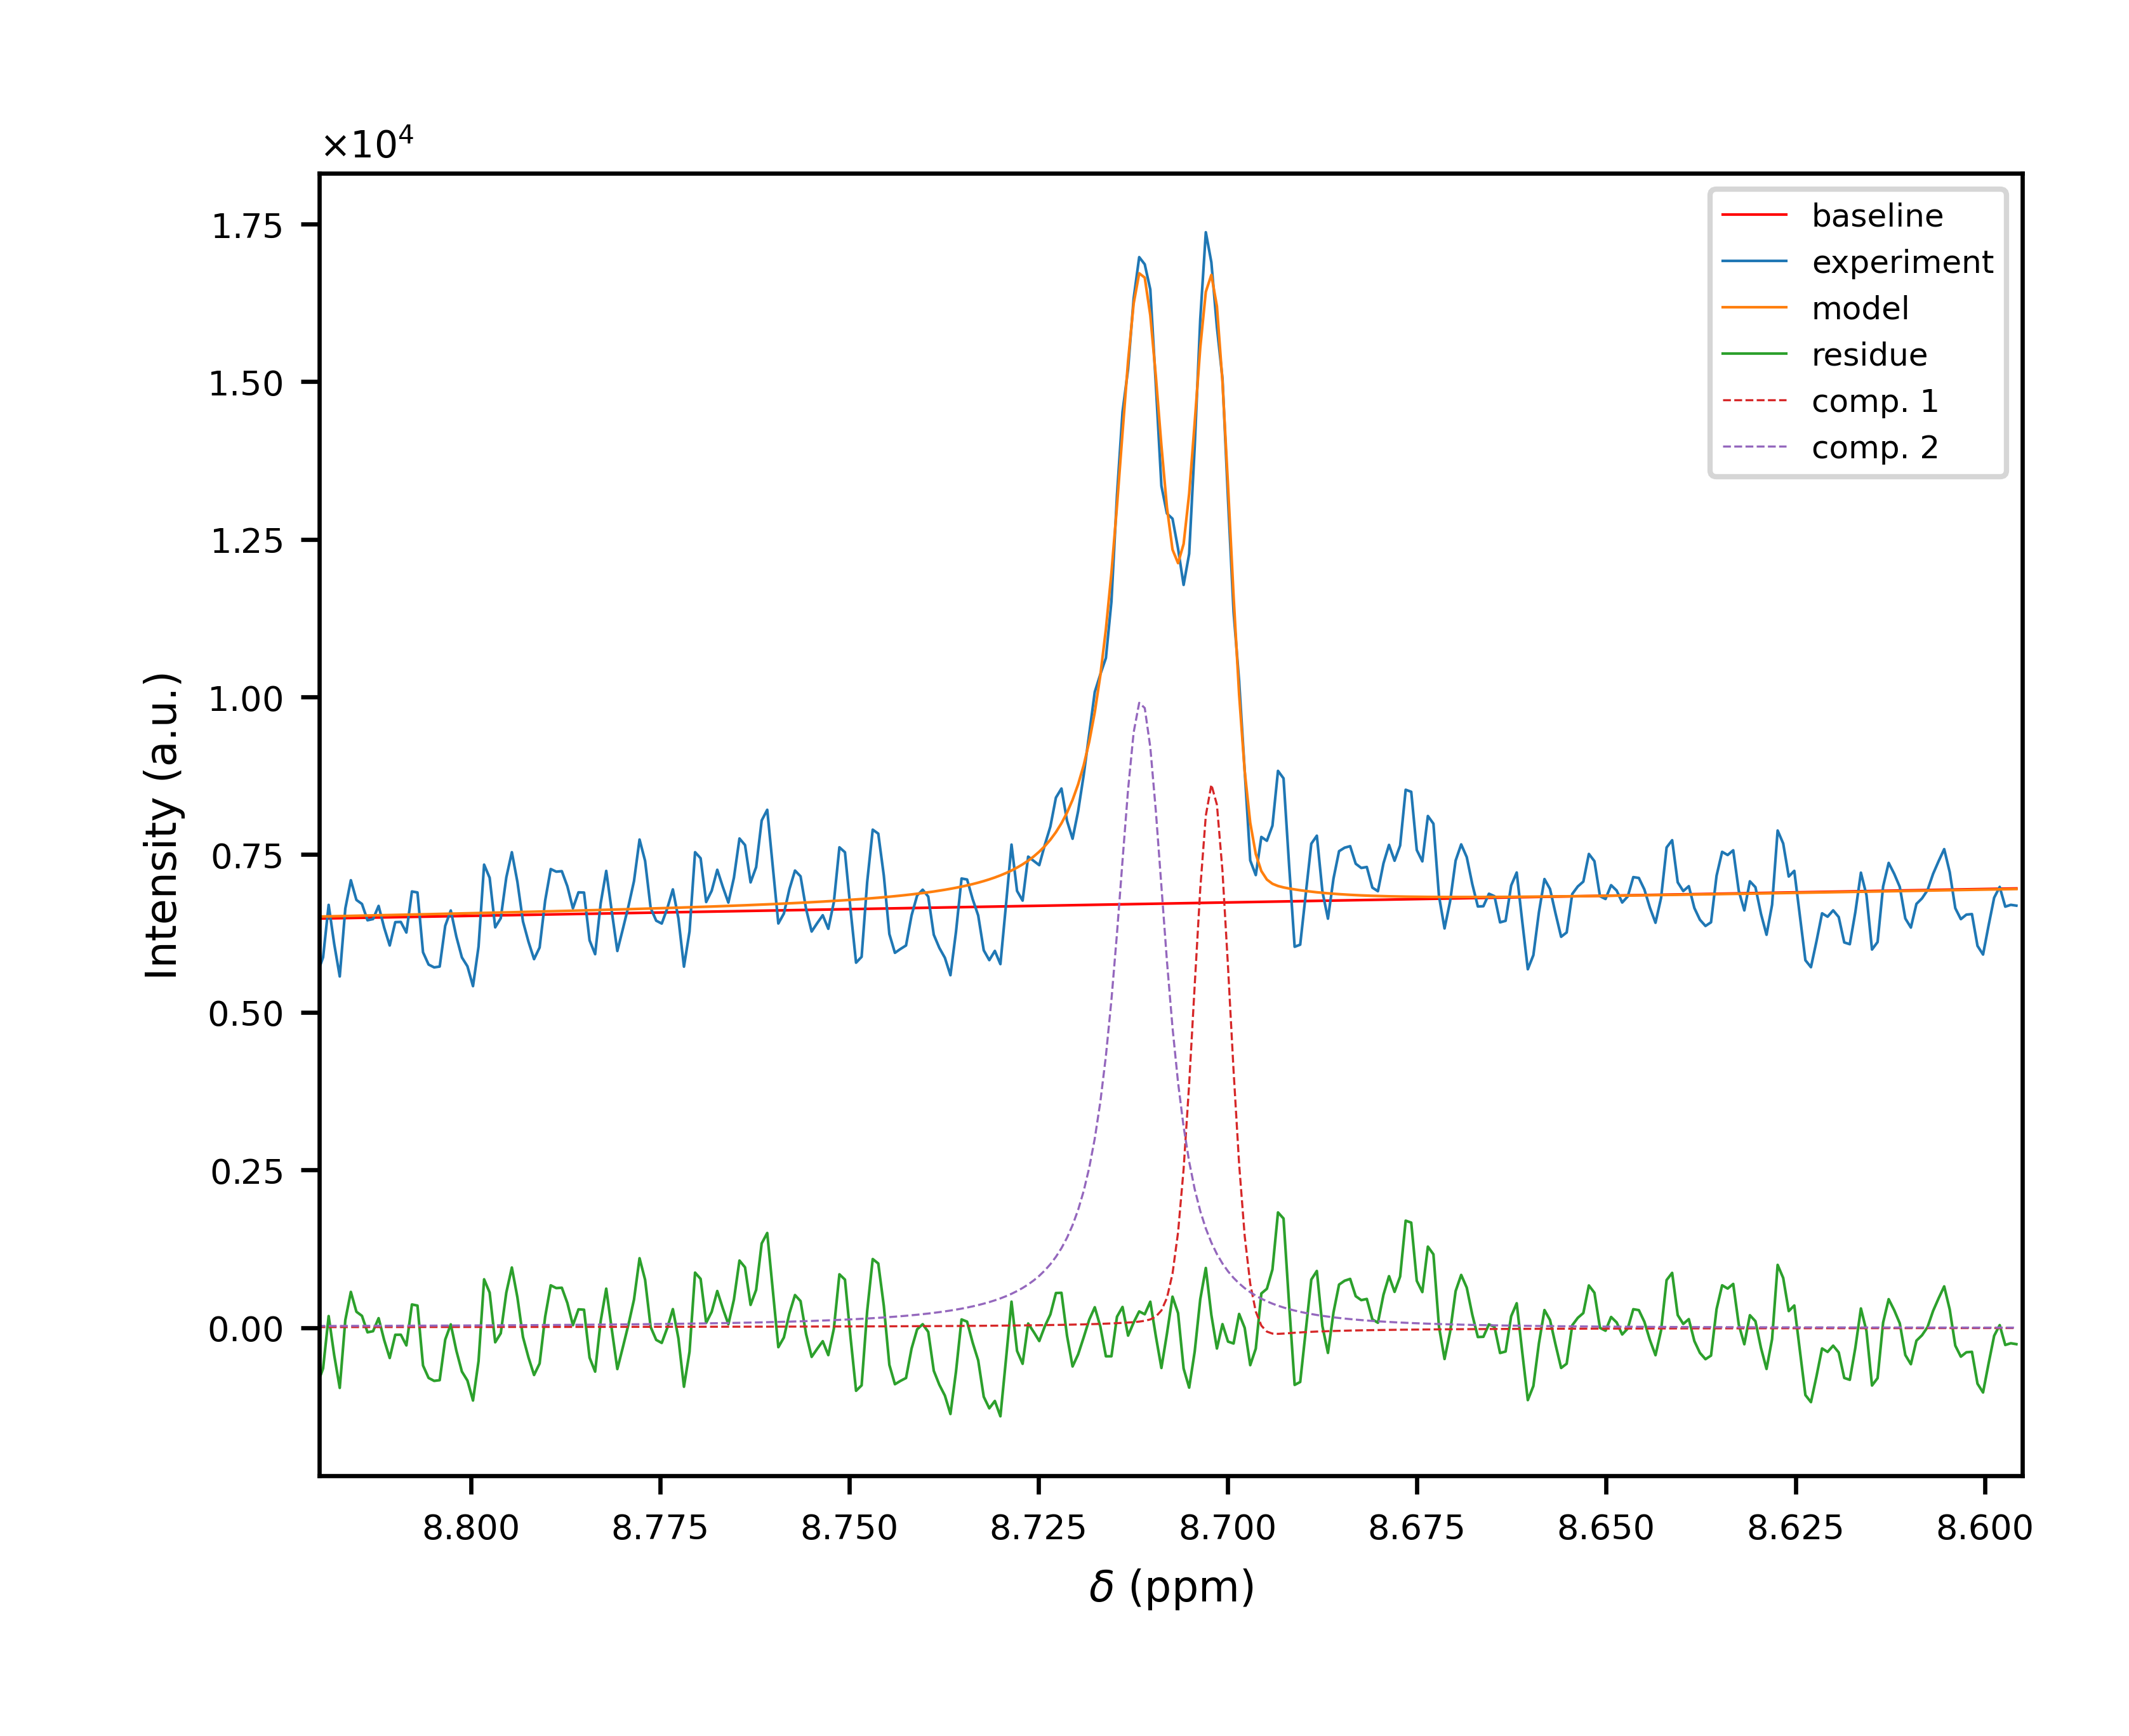 ×10⁴
1.75
1.50
1.25
1.00
0.75
0.50
0.25
0.00
Intensity (a.u.)
baseline
experiment
model
residue
comp. 1
comp. 2
8.800 8.775 8.750 8.725 8.700 8.675 8.650 8.625 8.600
δ (ppm)